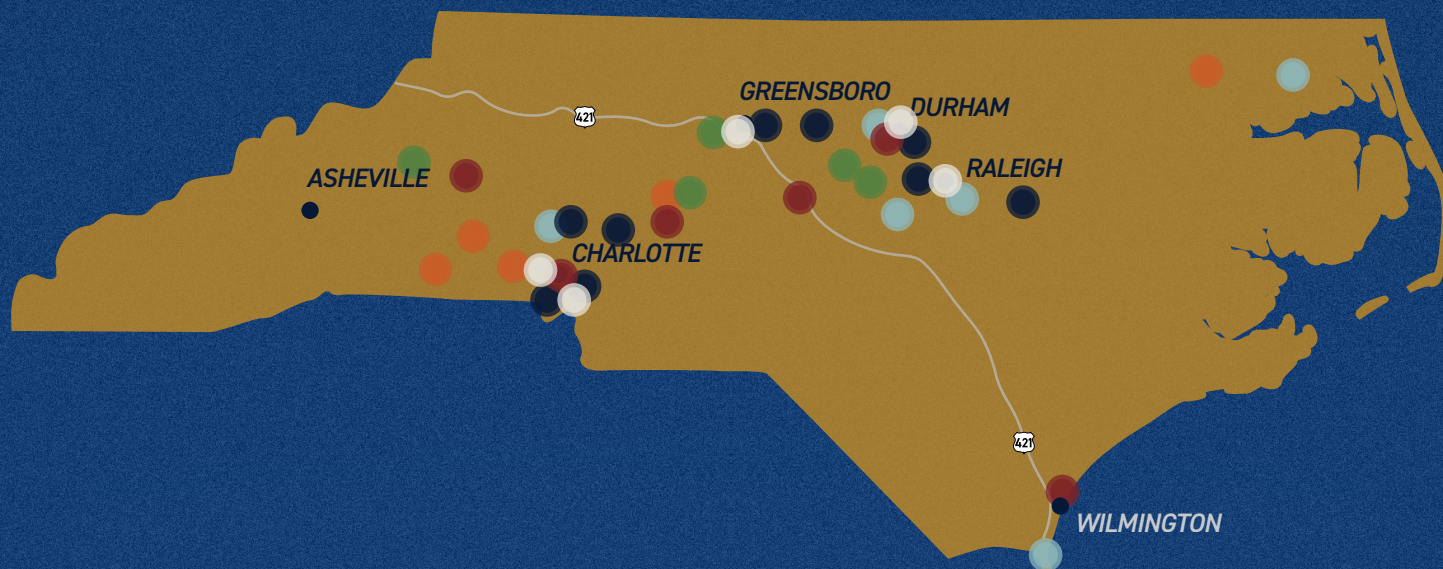 GREENSBORO
DURHAM
421
RALEIGH
ASHEVILLE
CHARLOTTE
421
WILMINGTON